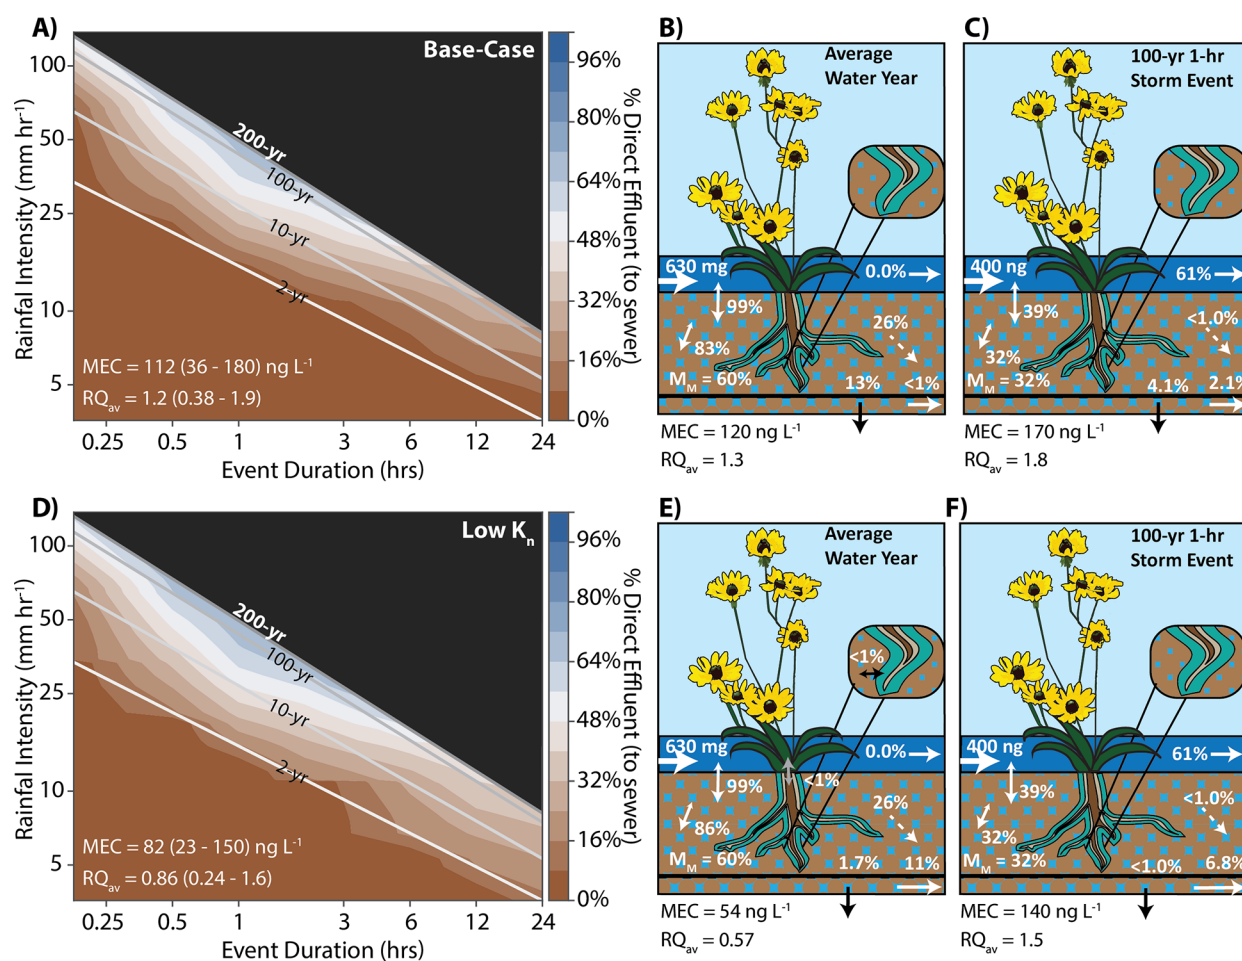 A)
Base-Case
Rainfall Intensity (mm hr⁻¹)
100
50
25
10
5
200-yr
100-yr
10-yr
2-yr
MEC = 112 (36 - 180) ng L⁻¹
RQav = 1.2 (0.38 - 1.9)
0.25 0.5 1 3 6 12 24
Event Duration (hrs)
96%
80%
64%
48%
32%
16%
0%
% Direct Effluent (to sewer)
B)
Average
Water Year
630 mg
0.0%
99%
26%
83%
MM = 60%
13%
<1%
MEC = 120 ng L⁻¹
RQav = 1.3
C)
100-yr 1-hr
Storm Event
400 ng
61%
39%
<1.0%
32%
MM = 32%
4.1%
2.1%
MEC = 170 ng L⁻¹
RQav = 1.8
D)
Low Kn
Rainfall Intensity (mm hr⁻¹)
100
50
25
10
5
200-yr
100-yr
10-yr
2-yr
MEC = 82 (23 - 150) ng L⁻¹
RQav = 0.86 (0.24 - 1.6)
0.25 0.5 1 3 6 12 24
Event Duration (hrs)
96%
80%
64%
48%
32%
16%
0%
% Direct Effluent (to sewer)
E)
Average
Water Year
<1%
630 mg
0.0%
99%
<1%
26%
86%
MM = 60%
1.7%
11%
MEC = 54 ng L⁻¹
RQav = 0.57
F)
100-yr 1-hr
Storm Event
400 ng
61%
39%
<1.0%
32%
MM = 32%
<1.0%
6.8%
MEC = 140 ng L⁻¹
RQav = 1.5